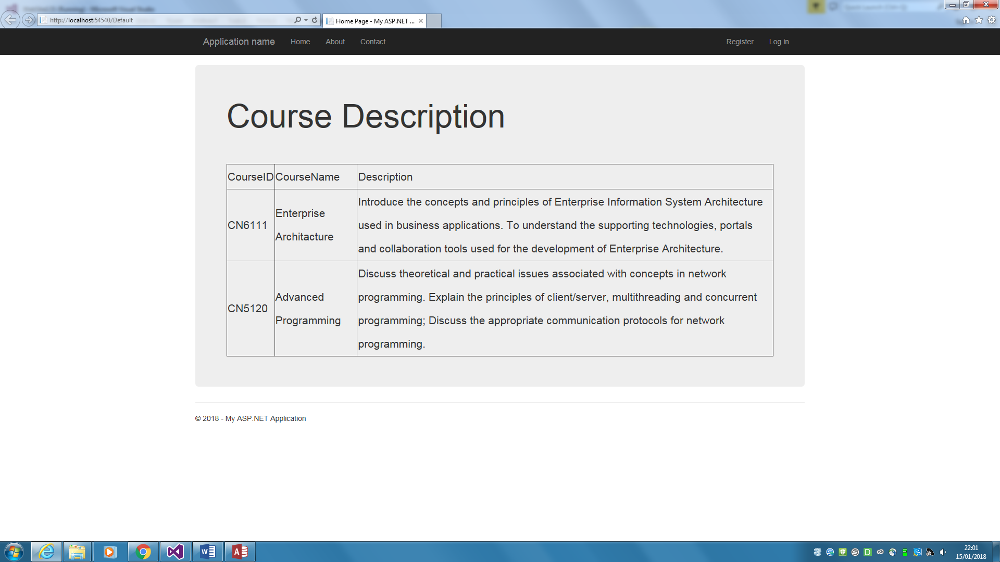 http://localhost:54540/Default
Home Page - My ASP.NET ...
Application name
Home
About
Contact
Register
Log in
Course Description
CourseID
CourseName
Description
CN6111
Enterprise
Architacture
Introduce the concepts and principles of Enterprise Information System Architecture
used in business applications. To understand the supporting technologies, portals
and collaboration tools used for the development of Enterprise Architecture.
CN5120
Advanced
Programming
Discuss theoretical and practical issues associated with concepts in network
programming. Explain the principles of client/server, multithreading and concurrent
programming; Discuss the appropriate communication protocols for network
programming.
© 2018 - My ASP.NET Application
22:01
15/01/2018